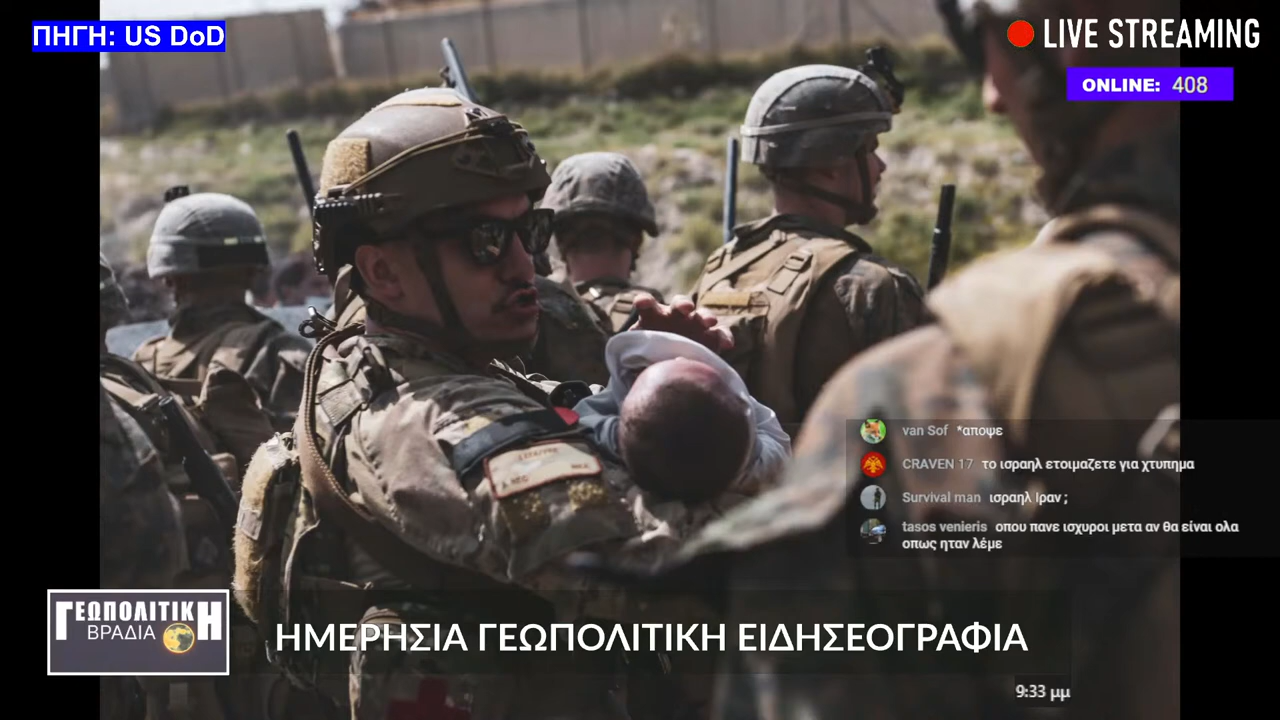 ΠΗΓΗ: US DoD
LIVE STREAMING
ONLINE: 408
van Sof *αποψε
CRAVEN 17 το ισραηλ ετοιμαζετε για χτυπημα
Survival man ισραηλ Ιραν ;
tasos venieris οπου πανε ισχυροι μετα αν θα είναι ολα
οπως ηταν λέμε
ΓΕΩΠΟΛΙΤΙΚΗ
ΒΡΑΔΙΑ
ΗΜΕΡΗΣΙΑ ΓΕΩΠΟΛΙΤΙΚΗ ΕΙΔΗΣΕΟΓΡΑΦΙΑ
9:33 μμ